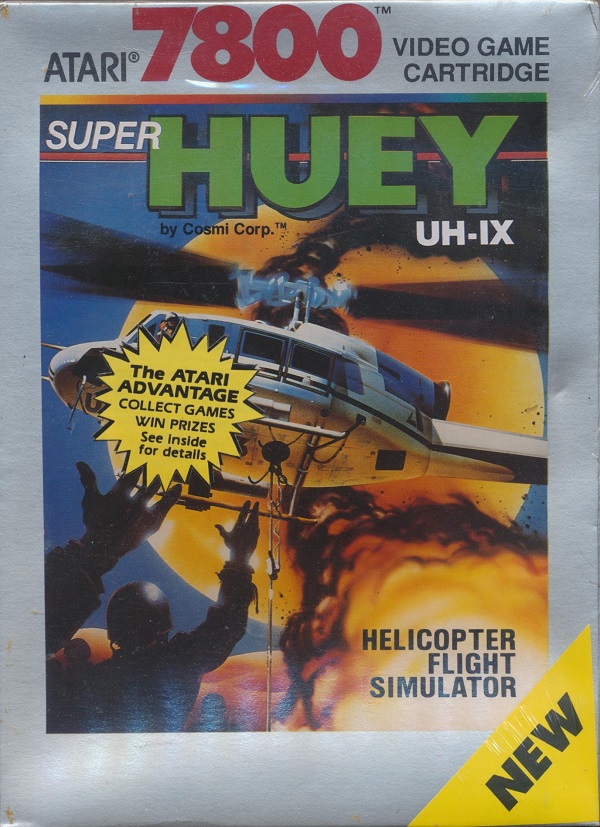 ATARI® 7800™ VIDEO GAME
CARTRIDGE
SUPER HUEY
by Cosmi Corp.™ UH-IX
The ATARI
ADVANTAGE
COLLECT GAMES
WIN PRIZES
See inside
for details
HELICOPTER
FLIGHT
SIMULATOR
NEW